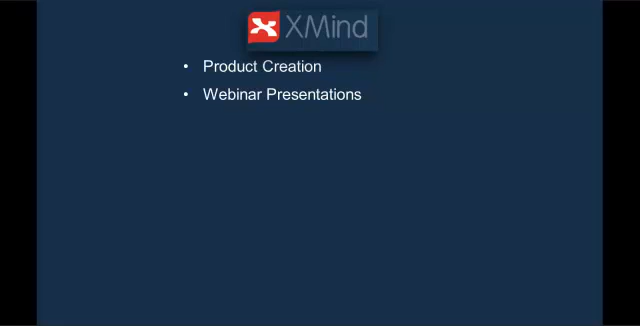 XMind
• Product Creation
• Webinar Presentations